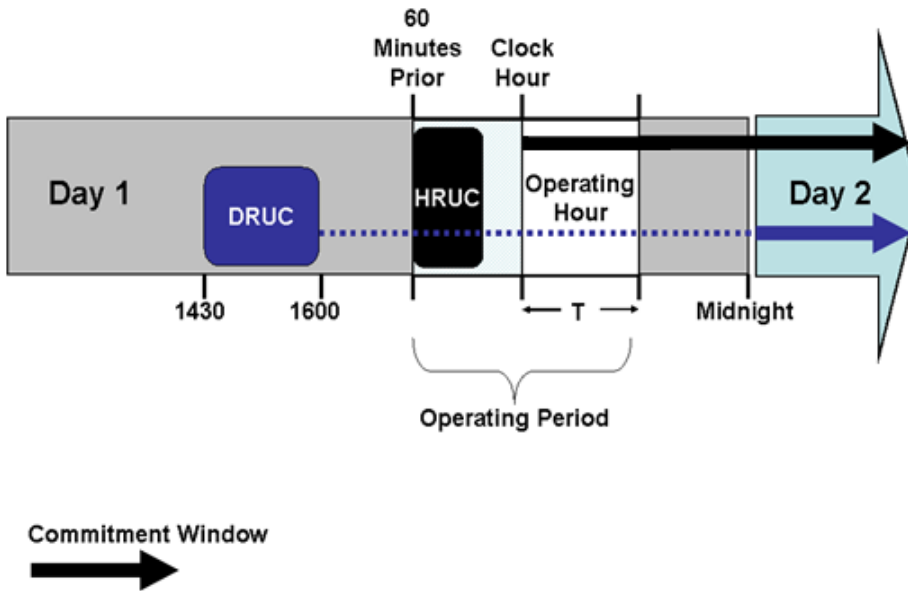 60
Minutes
Prior
Clock
Hour
Day 1
DRUC
HRUC
Operating
Hour
Day 2
1430
1600
T
Midnight
Operating Period
Commitment Window